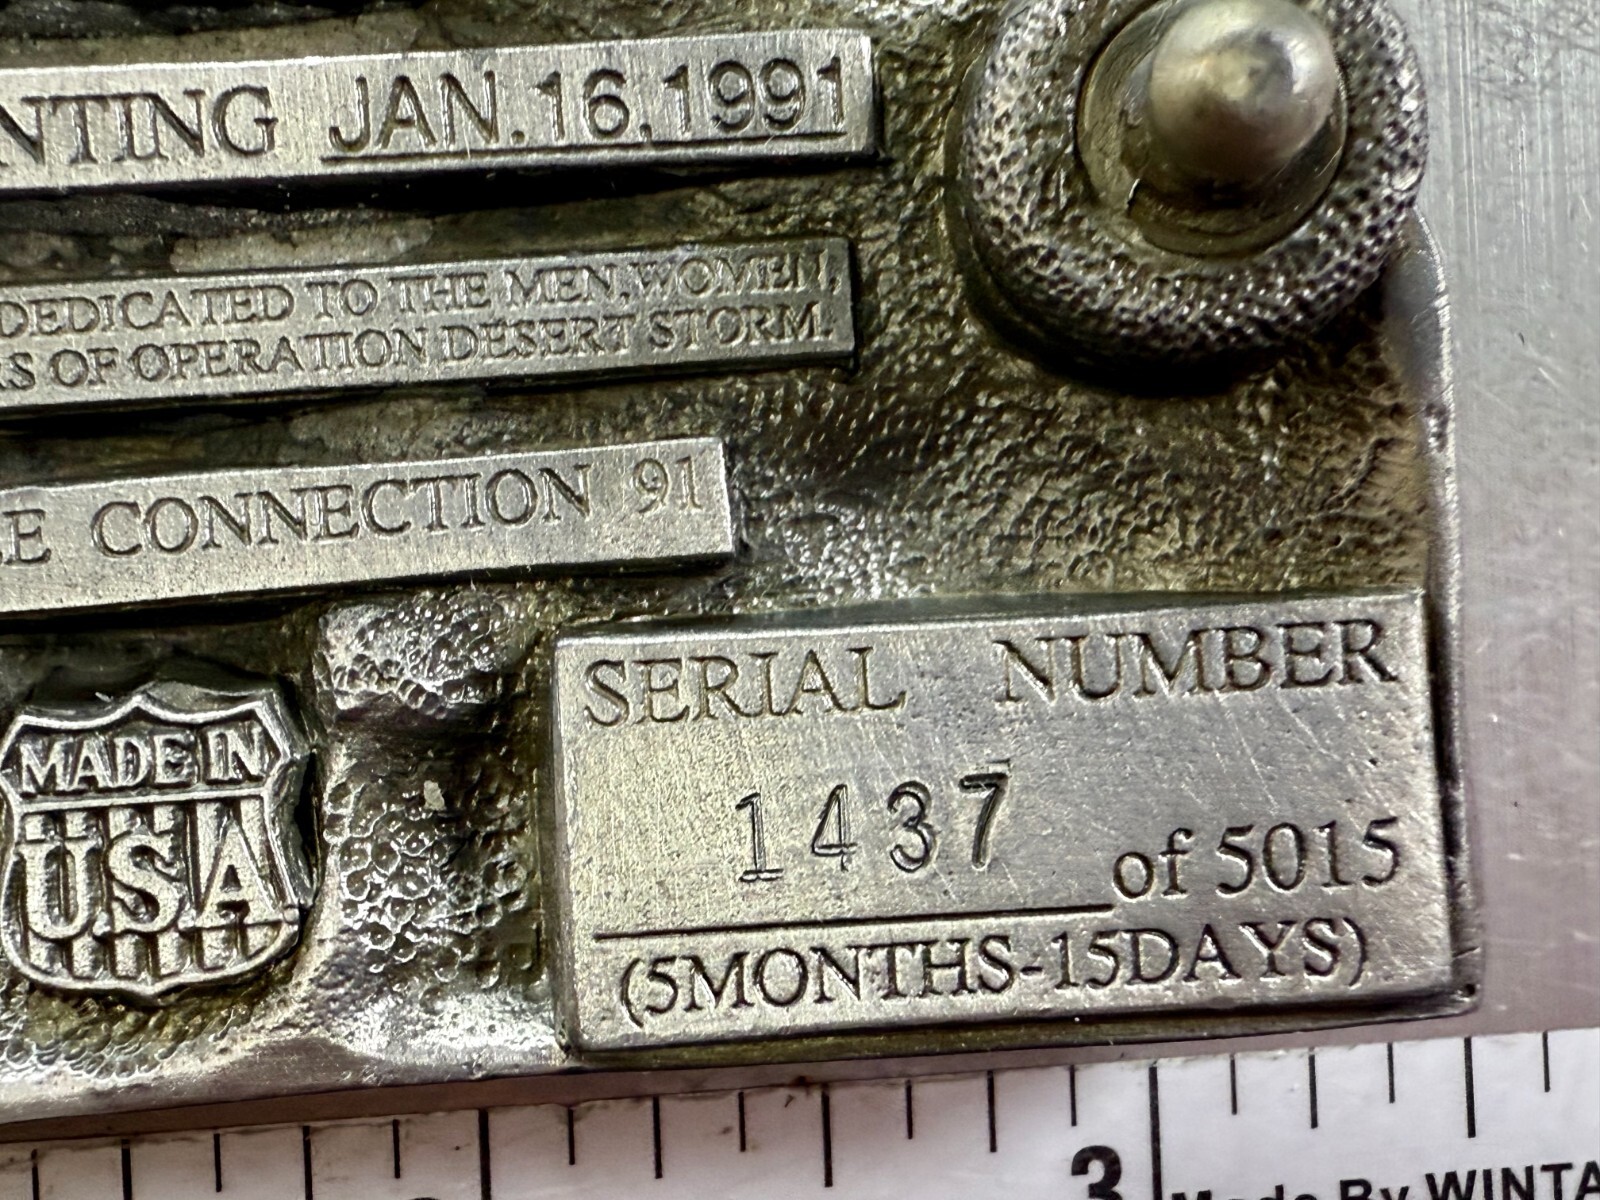 NTING JAN.16,1991
DEDICATED TO THE MEN, WOMEN,
RS OF OPERATION DESERT STORM.
LE CONNECTION 91
MADE IN
U.S.A.
SERIAL NUMBER
1437 of 5015
(5MONTHS-15DAYS)
3
Made By WINTA